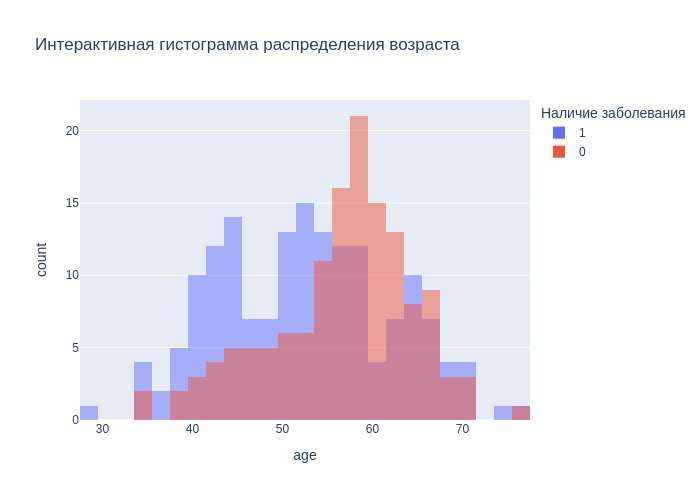 Интерактивная гистограмма распределения возраста
Наличие заболевания
1
0
20
15
10
5
0
count
30 40 50 60 70
age